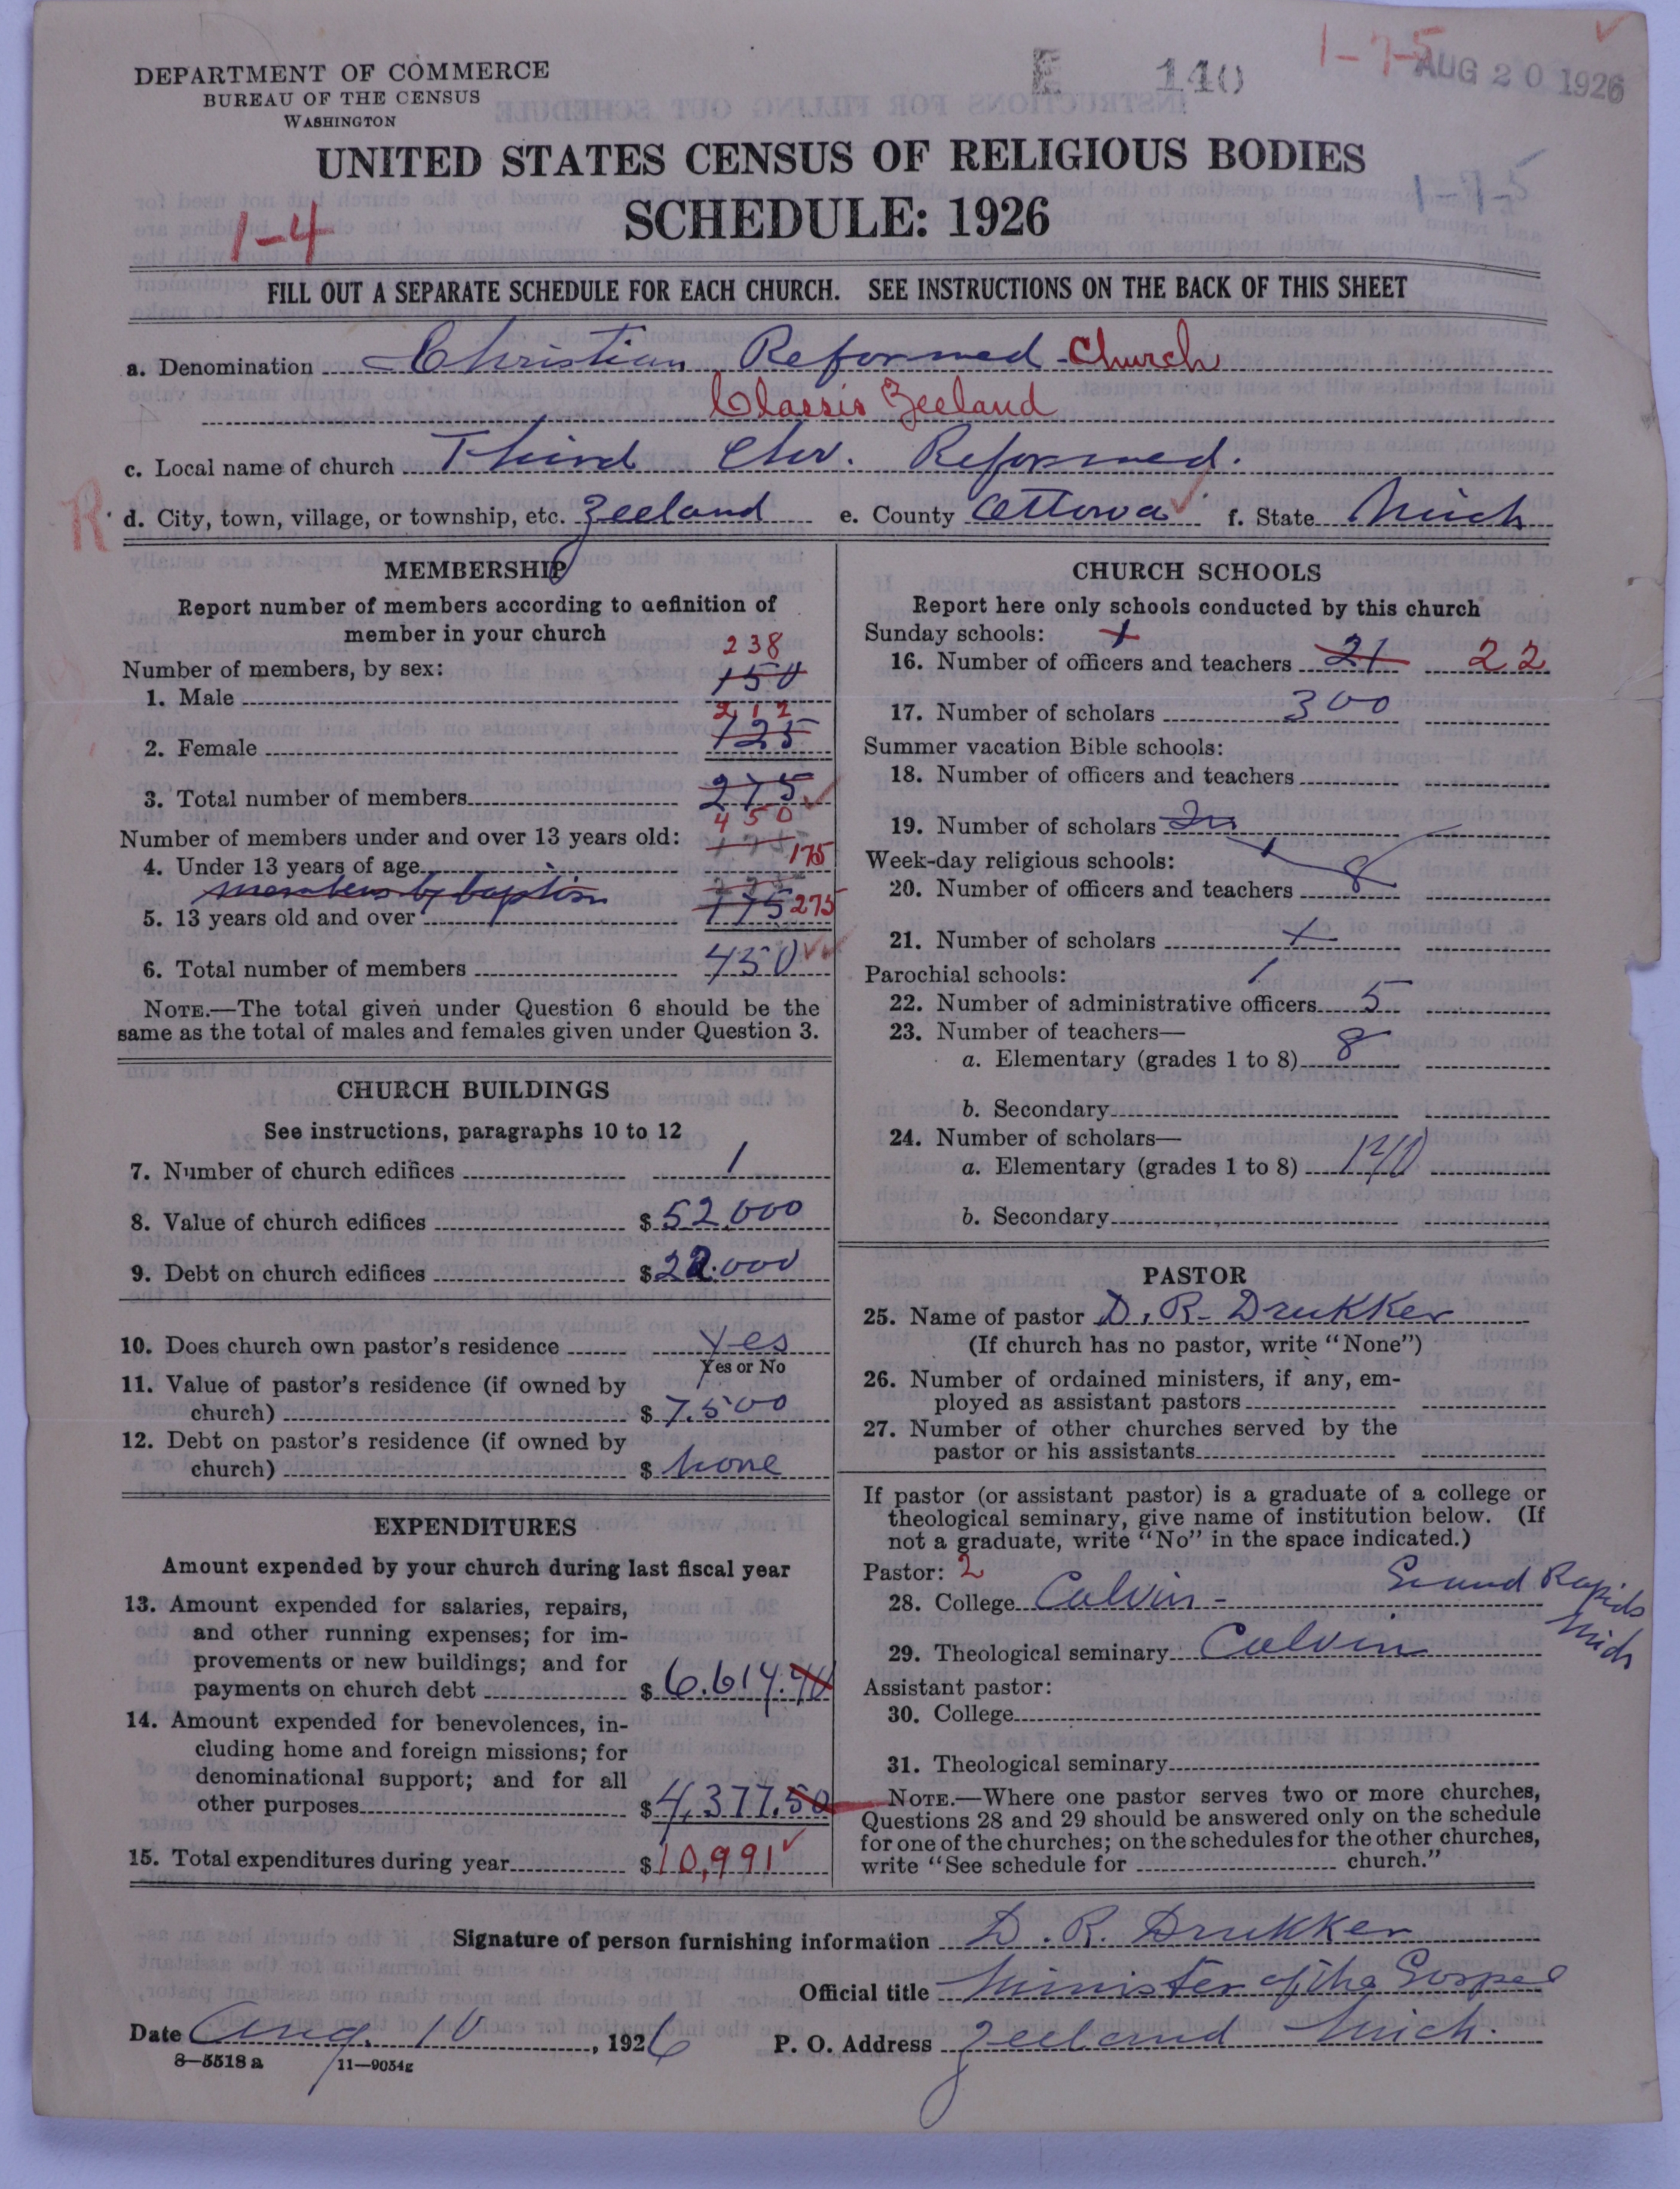 1-7-5
AUG 20 1926
E 140
DEPARTMENT OF COMMERCE
BUREAU OF THE CENSUS
WASHINGTON
UNITED STATES CENSUS OF RELIGIOUS BODIES
1-7-5
SCHEDULE: 1926
1-4
FILL OUT A SEPARATE SCHEDULE FOR EACH CHURCH. SEE INSTRUCTIONS ON THE BACK OF THIS SHEET
a. Denomination Christian Reformed Church
Classis Zeeland
c. Local name of church Third Chr. Reformed.
R
d. City, town, village, or township, etc. Zeeland e. County Ottowa f. State Mich
MEMBERSHIP
Report number of members according to definition of
member in your church
238
Number of members, by sex:
1. Male 150
212
2. Female 125
3. Total number of members 275
450
Number of members under and over 13 years old:
4. Under 13 years of age 175
members by baptism
5. 13 years old and over 175 275
6. Total number of members 450
NOTE.—The total given under Question 6 should be the
same as the total of males and females given under Question 3.
CHURCH BUILDINGS
See instructions, paragraphs 10 to 12
7. Number of church edifices 1
8. Value of church edifices $ 52,000
9. Debt on church edifices $ 22.000
10. Does church own pastor's residence yes
Yes or No
11. Value of pastor's residence (if owned by
church) $ 7.500
12. Debt on pastor's residence (if owned by
church) $ none
EXPENDITURES
Amount expended by your church during last fiscal year
13. Amount expended for salaries, repairs,
and other running expenses; for im-
provements or new buildings; and for
payments on church debt $ 6.614.40
14. Amount expended for benevolences, in-
cluding home and foreign missions; for
denominational support; and for all
other purposes $ 4,377.50
15. Total expenditures during year $ 10,991
CHURCH SCHOOLS
Report here only schools conducted by this church
Sunday schools:
16. Number of officers and teachers 21 22
17. Number of scholars 300
Summer vacation Bible schools:
18. Number of officers and teachers
19. Number of scholars
Week-day religious schools:
20. Number of officers and teachers 8
21. Number of scholars
Parochial schools: 1
22. Number of administrative officers 5
23. Number of teachers—
a. Elementary (grades 1 to 8) 8
b. Secondary
24. Number of scholars—
a. Elementary (grades 1 to 8) 140
b. Secondary
PASTOR
25. Name of pastor D. R. Drukker
(If church has no pastor, write "None")
26. Number of ordained ministers, if any, em-
ployed as assistant pastors
27. Number of other churches served by the
pastor or his assistants
If pastor (or assistant pastor) is a graduate of a college or
theological seminary, give name of institution below. (If
not a graduate, write "No" in the space indicated.)
Pastor: 2
28. College Calvin - Grand Rapids
Mich
29. Theological seminary Calvin
Assistant pastor:
30. College
31. Theological seminary
NOTE.—Where one pastor serves two or more churches,
Questions 28 and 29 should be answered only on the schedule
for one of the churches; on the schedules for the other churches,
write "See schedule for church."
Signature of person furnishing information D. R. Drukker
Official title Minister of the Gospel
Date Aug. 10, 1926 P. O. Address Zeeland Mich.
8-5518 a 11-9054g